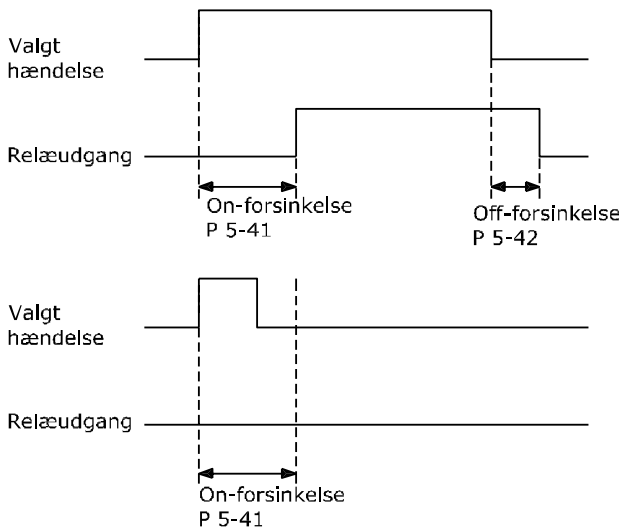 Valgt
hændelse
Relæudgang
On-forsinkelse
P 5-41
Off-forsinkelse
P 5-42
Valgt
hændelse
Relæudgang
On-forsinkelse
P 5-41